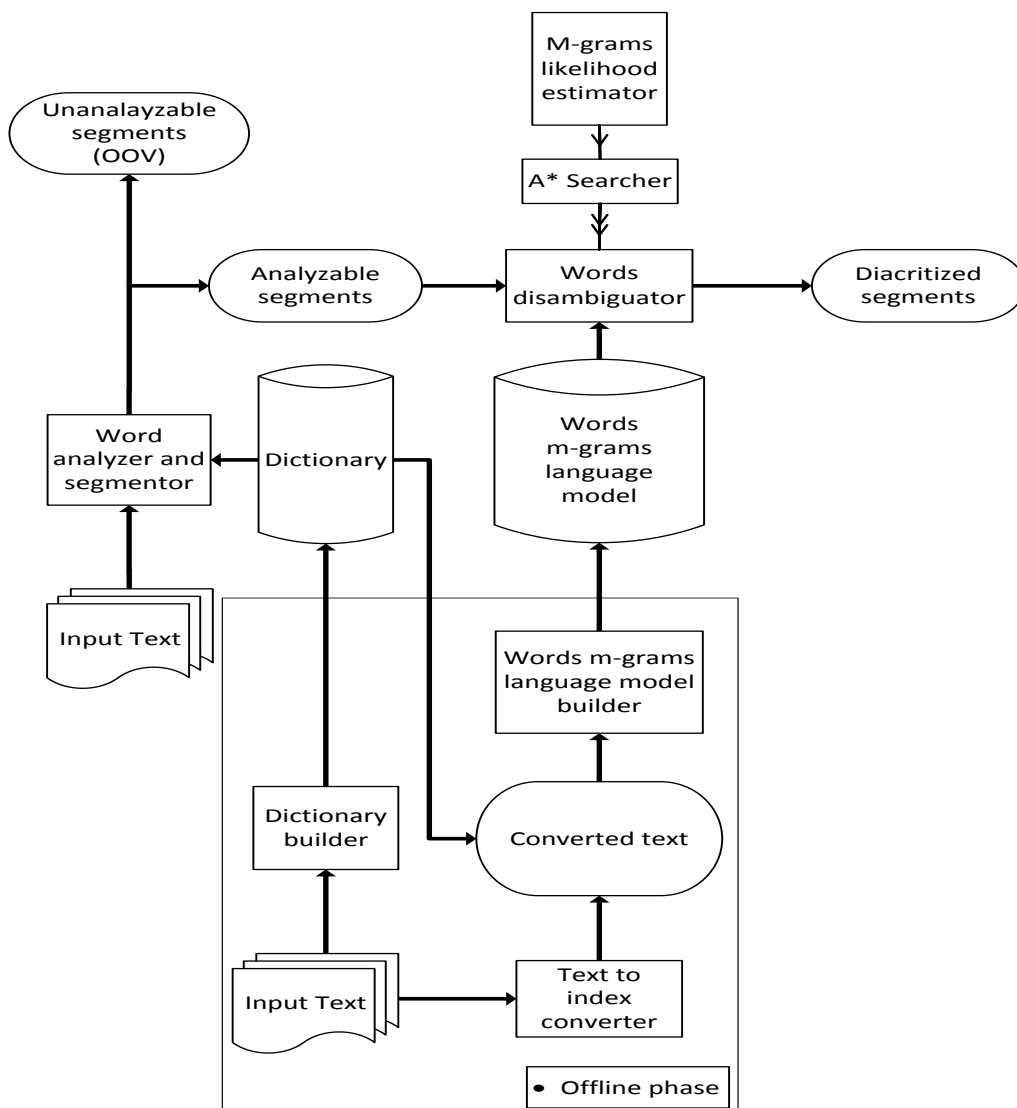 M-grams
likelihood
estimator
Unanalayzable
segments
(OOV)
A* Searcher
Analyzable
segments
Words
disambiguator
Diacritized
segments
Word
analyzer and
segmentor
Dictionary
Words
m-grams
language
model
Input Text
Words m-grams
language model
builder
Dictionary
builder
Converted text
Input Text
Text to
index
converter
• Offline phase